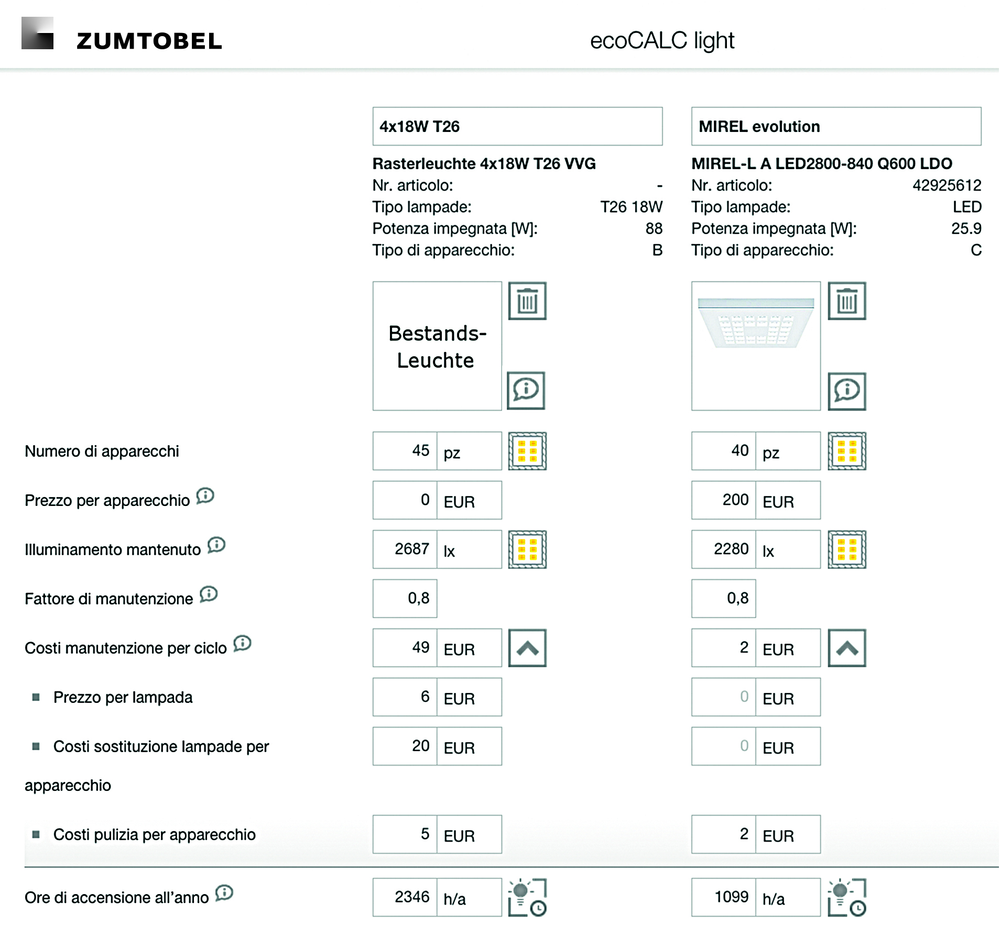 ZUMTOBEL
ecoCALC light
4x18W T26
MIREL evolution
Rasterleuchte 4x18W T26 VVG
Nr. articolo: -
Tipo lampade: T26 18W
Potenza impegnata [W]: 88
Tipo di apparecchio: B
MIREL-L A LED2800-840 Q600 LDO
Nr. articolo: 42925612
Tipo lampade: LED
Potenza impegnata [W]: 25.9
Tipo di apparecchio: C
Bestands-
Leuchte
Numero di apparecchi 45 pz 40 pz
Prezzo per apparecchio 0 EUR 200 EUR
Illuminamento mantenuto 2687 lx 2280 lx
Fattore di manutenzione 0,8 0,8
Costi manutenzione per ciclo 49 EUR 2 EUR
Prezzo per lampada 6 EUR 0 EUR
Costi sostituzione lampade per 20 EUR 0 EUR
apparecchio
Costi pulizia per apparecchio 5 EUR 2 EUR
Ore di accensione all'anno 2346 h/a 1099 h/a